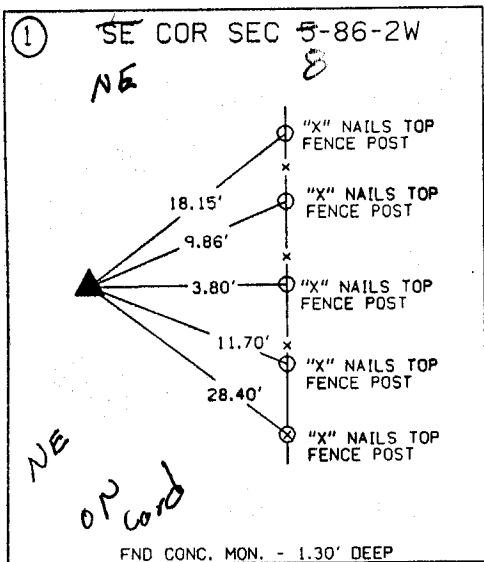 1 SE COR SEC 5-86-2W
NE 8
"X" NAILS TOP
FENCE POST
18.15'
"X" NAILS TOP
FENCE POST
9.86'
3.80'
"X" NAILS TOP
FENCE POST
11.70'
"X" NAILS TOP
FENCE POST
28.40'
"X" NAILS TOP
FENCE POST
NE
on card
FND CONC. MON. - 1.30' DEEP